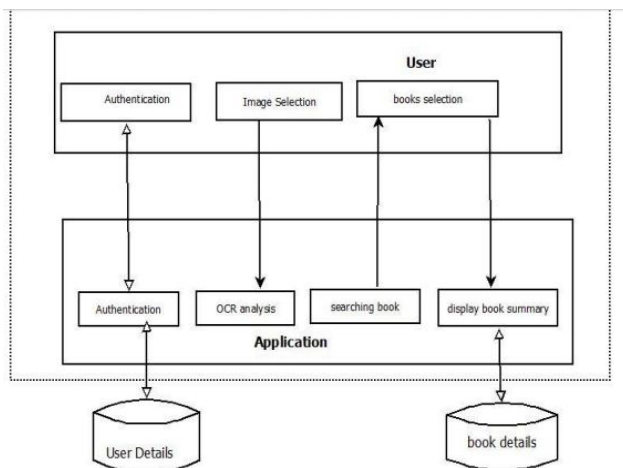 User
Authentication
Image Selection
books selection
Authentication
OCR analysis
searching book
display book summary
Application
User Details
book details